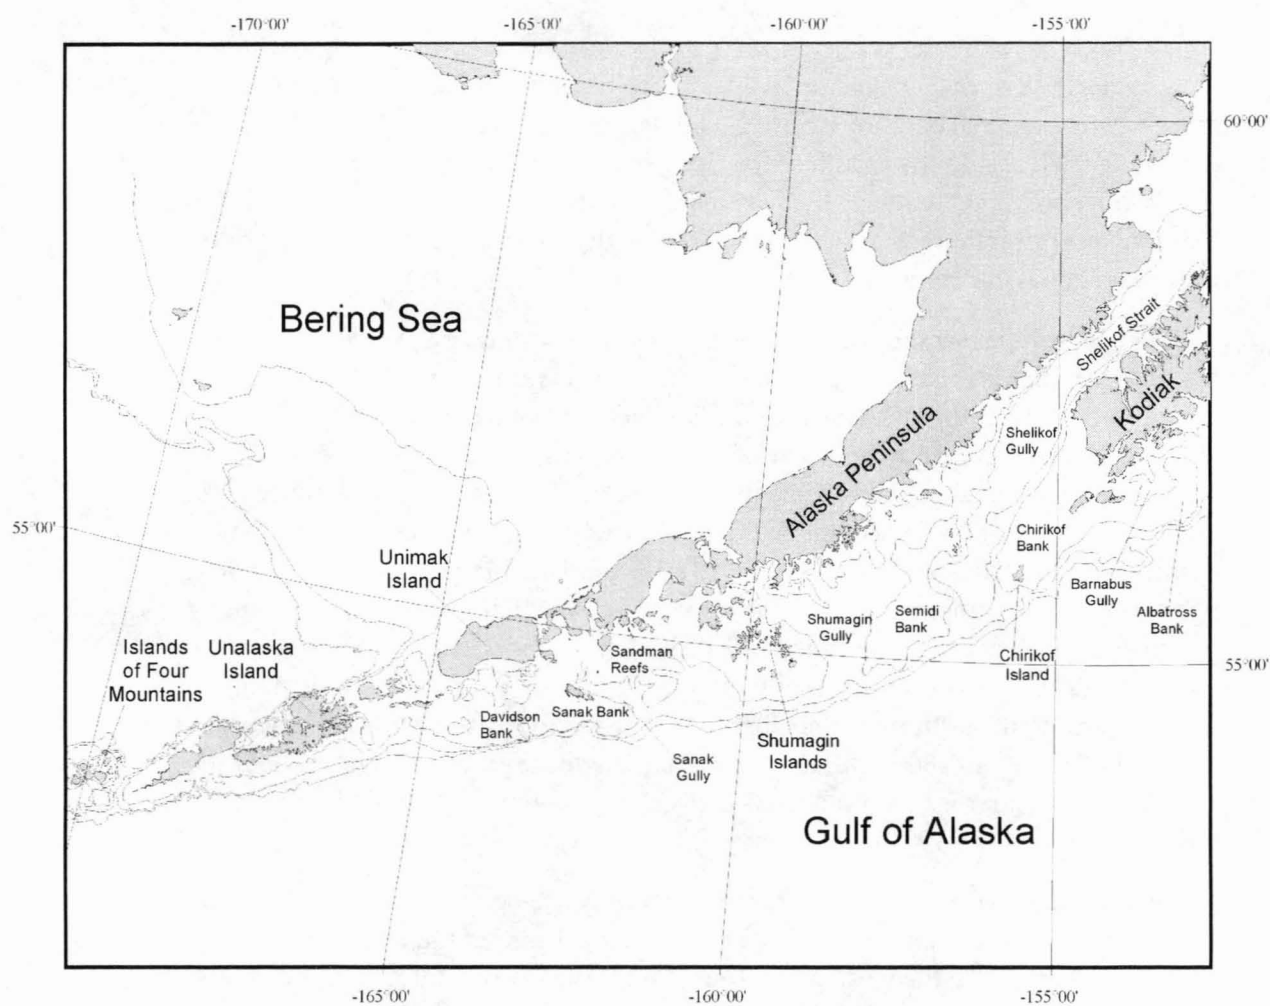 -170°00'
-165°00'
-160°00'
-155°00'
60°00'
Bering Sea
Shelikof Strait
Kodiak
Alaska Peninsula
Shelikof
Gully
55°00'
Chirikof
Bank
Unimak
Island
Barnabus
Gully
Albatross
Bank
Shumagin
Gully
Semidi
Bank
Islands
of Four
Mountains
Unalaska
Island
Sandman
Reefs
Chirikof
Island
55°00'
Davidson
Bank
Sanak Bank
Shumagin
Islands
Sanak
Gully
Gulf of Alaska
-165°00'
-160°00'
-155°00'